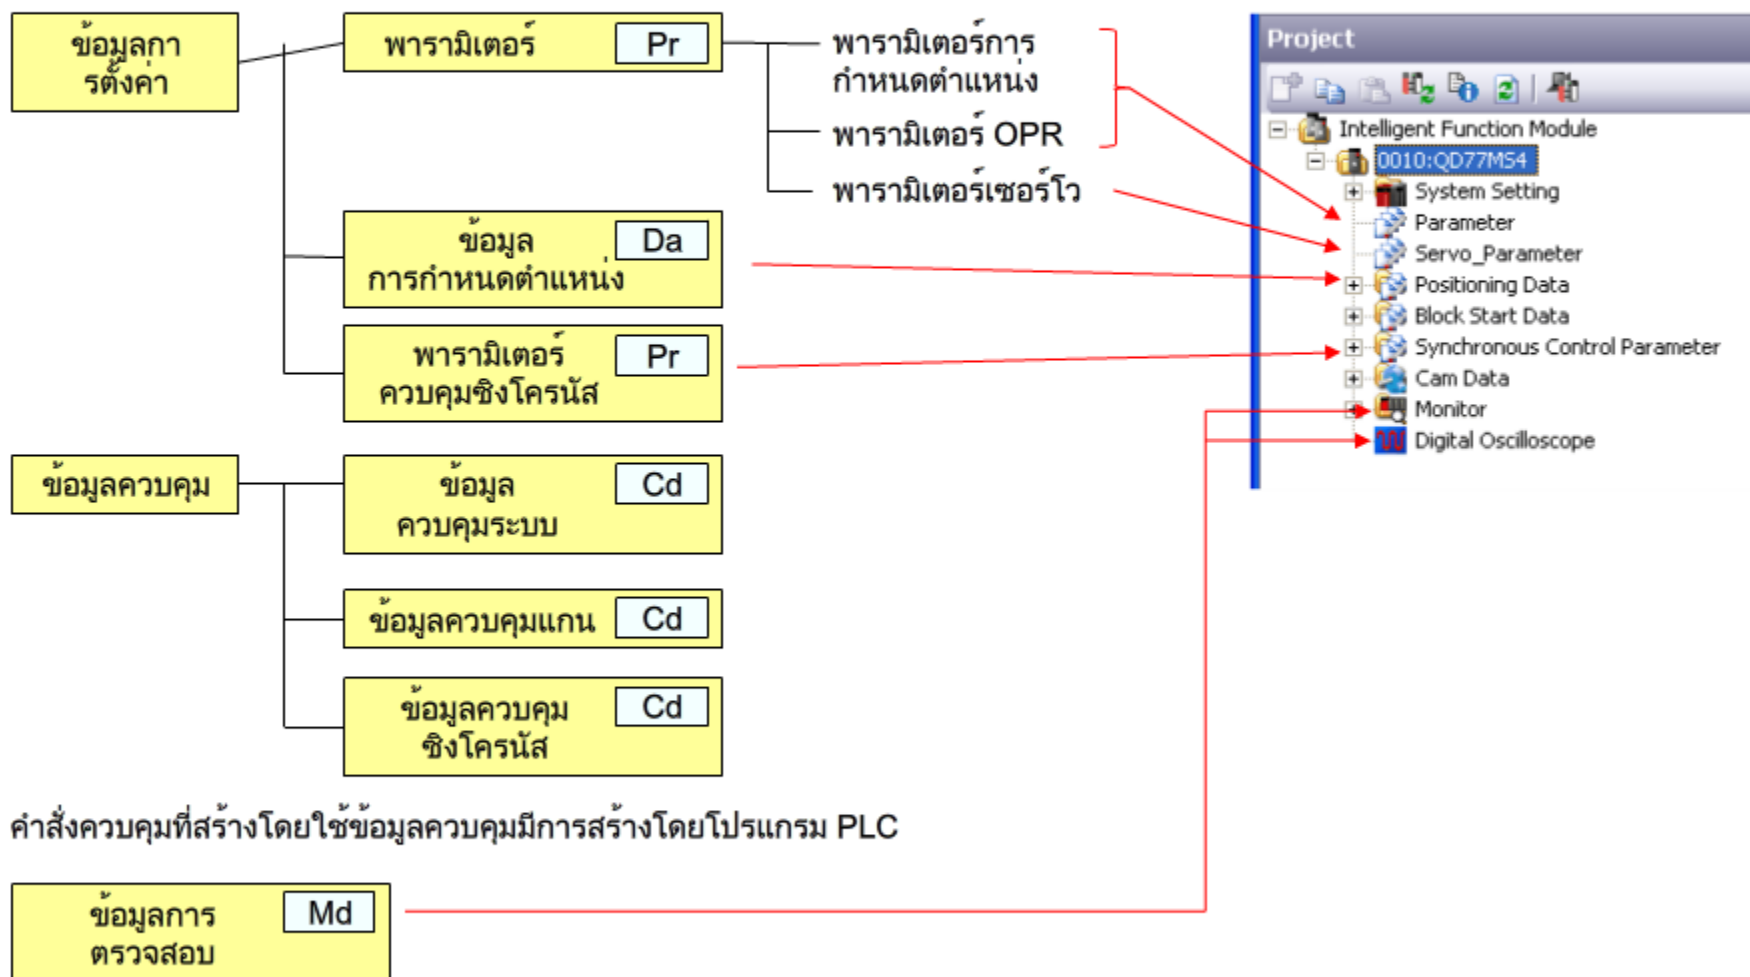 ข้อมูลกา
รตั้งค่า
พารามิเตอร์
Pr
พารามิเตอร์การ
กำหนดตำแหน่ง
พารามิเตอร์ OPR
พารามิเตอร์เซอร์โว
ข้อมูล
การกำหนดตำแหน่ง
Da
พารามิเตอร์
ควบคุมซิงโครนัส
Pr
ข้อมูลควบคุม
ข้อมูล
ควบคุมระบบ
Cd
ข้อมูลควบคุมแกน
Cd
ข้อมูลควบคุม
ซิงโครนัส
Cd
คำสั่งควบคุมที่สร้างโดยใช้ข้อมูลควบคุมมีการสร้างโดยโปรแกรม PLC
ข้อมูลการ
ตรวจสอบ
Md
Project
Intelligent Function Module
0010:QD77MS4
System Setting
Parameter
Servo_Parameter
Positioning Data
Block Start Data
Synchronous Control Parameter
Cam Data
Monitor
Digital Oscilloscope